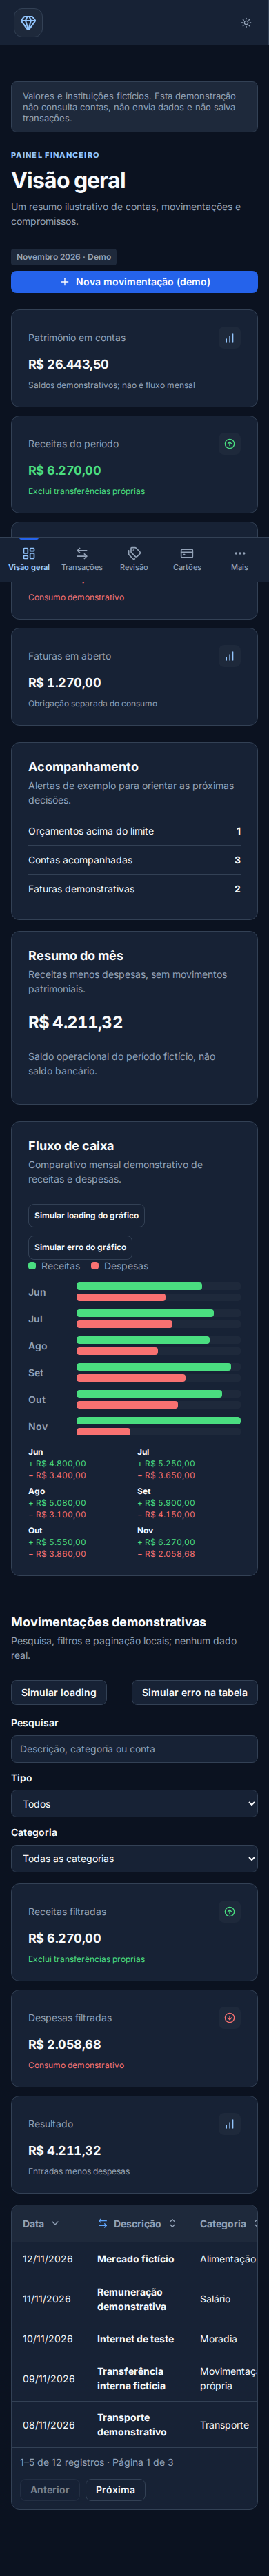 Valores e instituições fictícios. Esta demonstração
não consulta contas, não envia dados e não salva
transações.
PAINEL FINANCEIRO
Visão geral
Um resumo ilustrativo de contas, movimentações e
compromissos.
Novembro 2026 · Demo
+ Nova movimentação (demo)
Patrimônio em contas
R$ 26.443,50
Saldos demonstrativos; não é fluxo mensal
Receitas do período
R$ 6.270,00
Exclui transferências próprias
Visão geral
Transações
Revisão
Cartões
Mais
Consumo demonstrativo
Faturas em aberto
R$ 1.270,00
Obrigação separada do consumo
Acompanhamento
Alertas de exemplo para orientar as próximas
decisões.
Orçamentos acima do limite 1
Contas acompanhadas 3
Faturas demonstrativas 2
Resumo do mês
Receitas menos despesas, sem movimentos
patrimoniais.
R$ 4.211,32
Saldo operacional do período fictício, não
saldo bancário.
Fluxo de caixa
Comparativo mensal demonstrativo de
receitas e despesas.
Simular loading do gráfico
Simular erro do gráfico
Receitas Despesas
Jun
Jul
Ago
Set
Out
Nov
Jun Jul
+ R$ 4.800,00 + R$ 5.250,00
− R$ 3.400,00 − R$ 3.650,00
Ago Set
+ R$ 5.080,00 + R$ 5.900,00
− R$ 3.100,00 − R$ 4.150,00
Out Nov
+ R$ 5.550,00 + R$ 6.270,00
− R$ 3.860,00 − R$ 2.058,68
Movimentações demonstrativas
Pesquisa, filtros e paginação locais; nenhum dado
real.
Simular loading Simular erro na tabela
Pesquisar
Descrição, categoria ou conta
Tipo
Todos
Categoria
Todas as categorias
Receitas filtradas
R$ 6.270,00
Exclui transferências próprias
Despesas filtradas
R$ 2.058,68
Consumo demonstrativo
Resultado
R$ 4.211,32
Entradas menos despesas
Data Descrição Categoria
12/11/2026 Mercado fictício Alimentação
11/11/2026 Remuneração demonstrativa Salário
10/11/2026 Internet de teste Moradia
09/11/2026 Transferência interna fictícia própria
08/11/2026 Transporte demonstrativo Transporte
1–5 de 12 registros · Página 1 de 3
Anterior Próxima